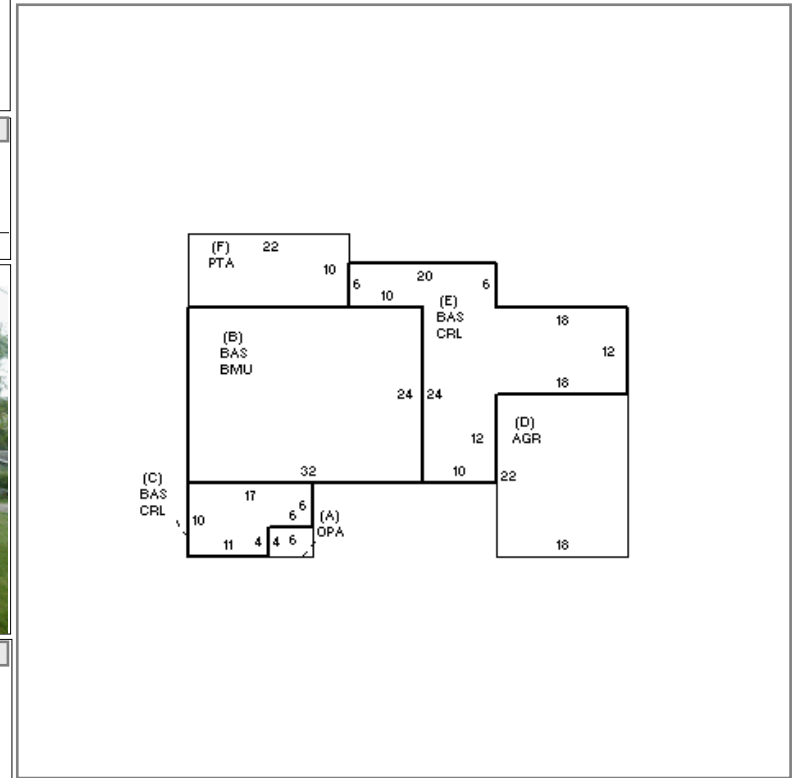 (F) 22
PTA
10
6 20 6
10
(E)
BAS
CRL
18
12
18
(B)
BAS
BMU
24 24
(D)
AGR
12
32 10 22
(C)
BAS
CRL
17
6
6
10
(A)
OPA
11 4 4 6
18